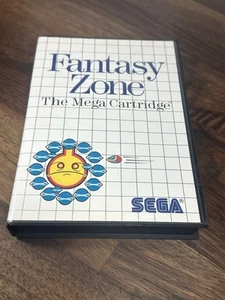 Fantasy
Zone
The Mega Cartridge
SEGA